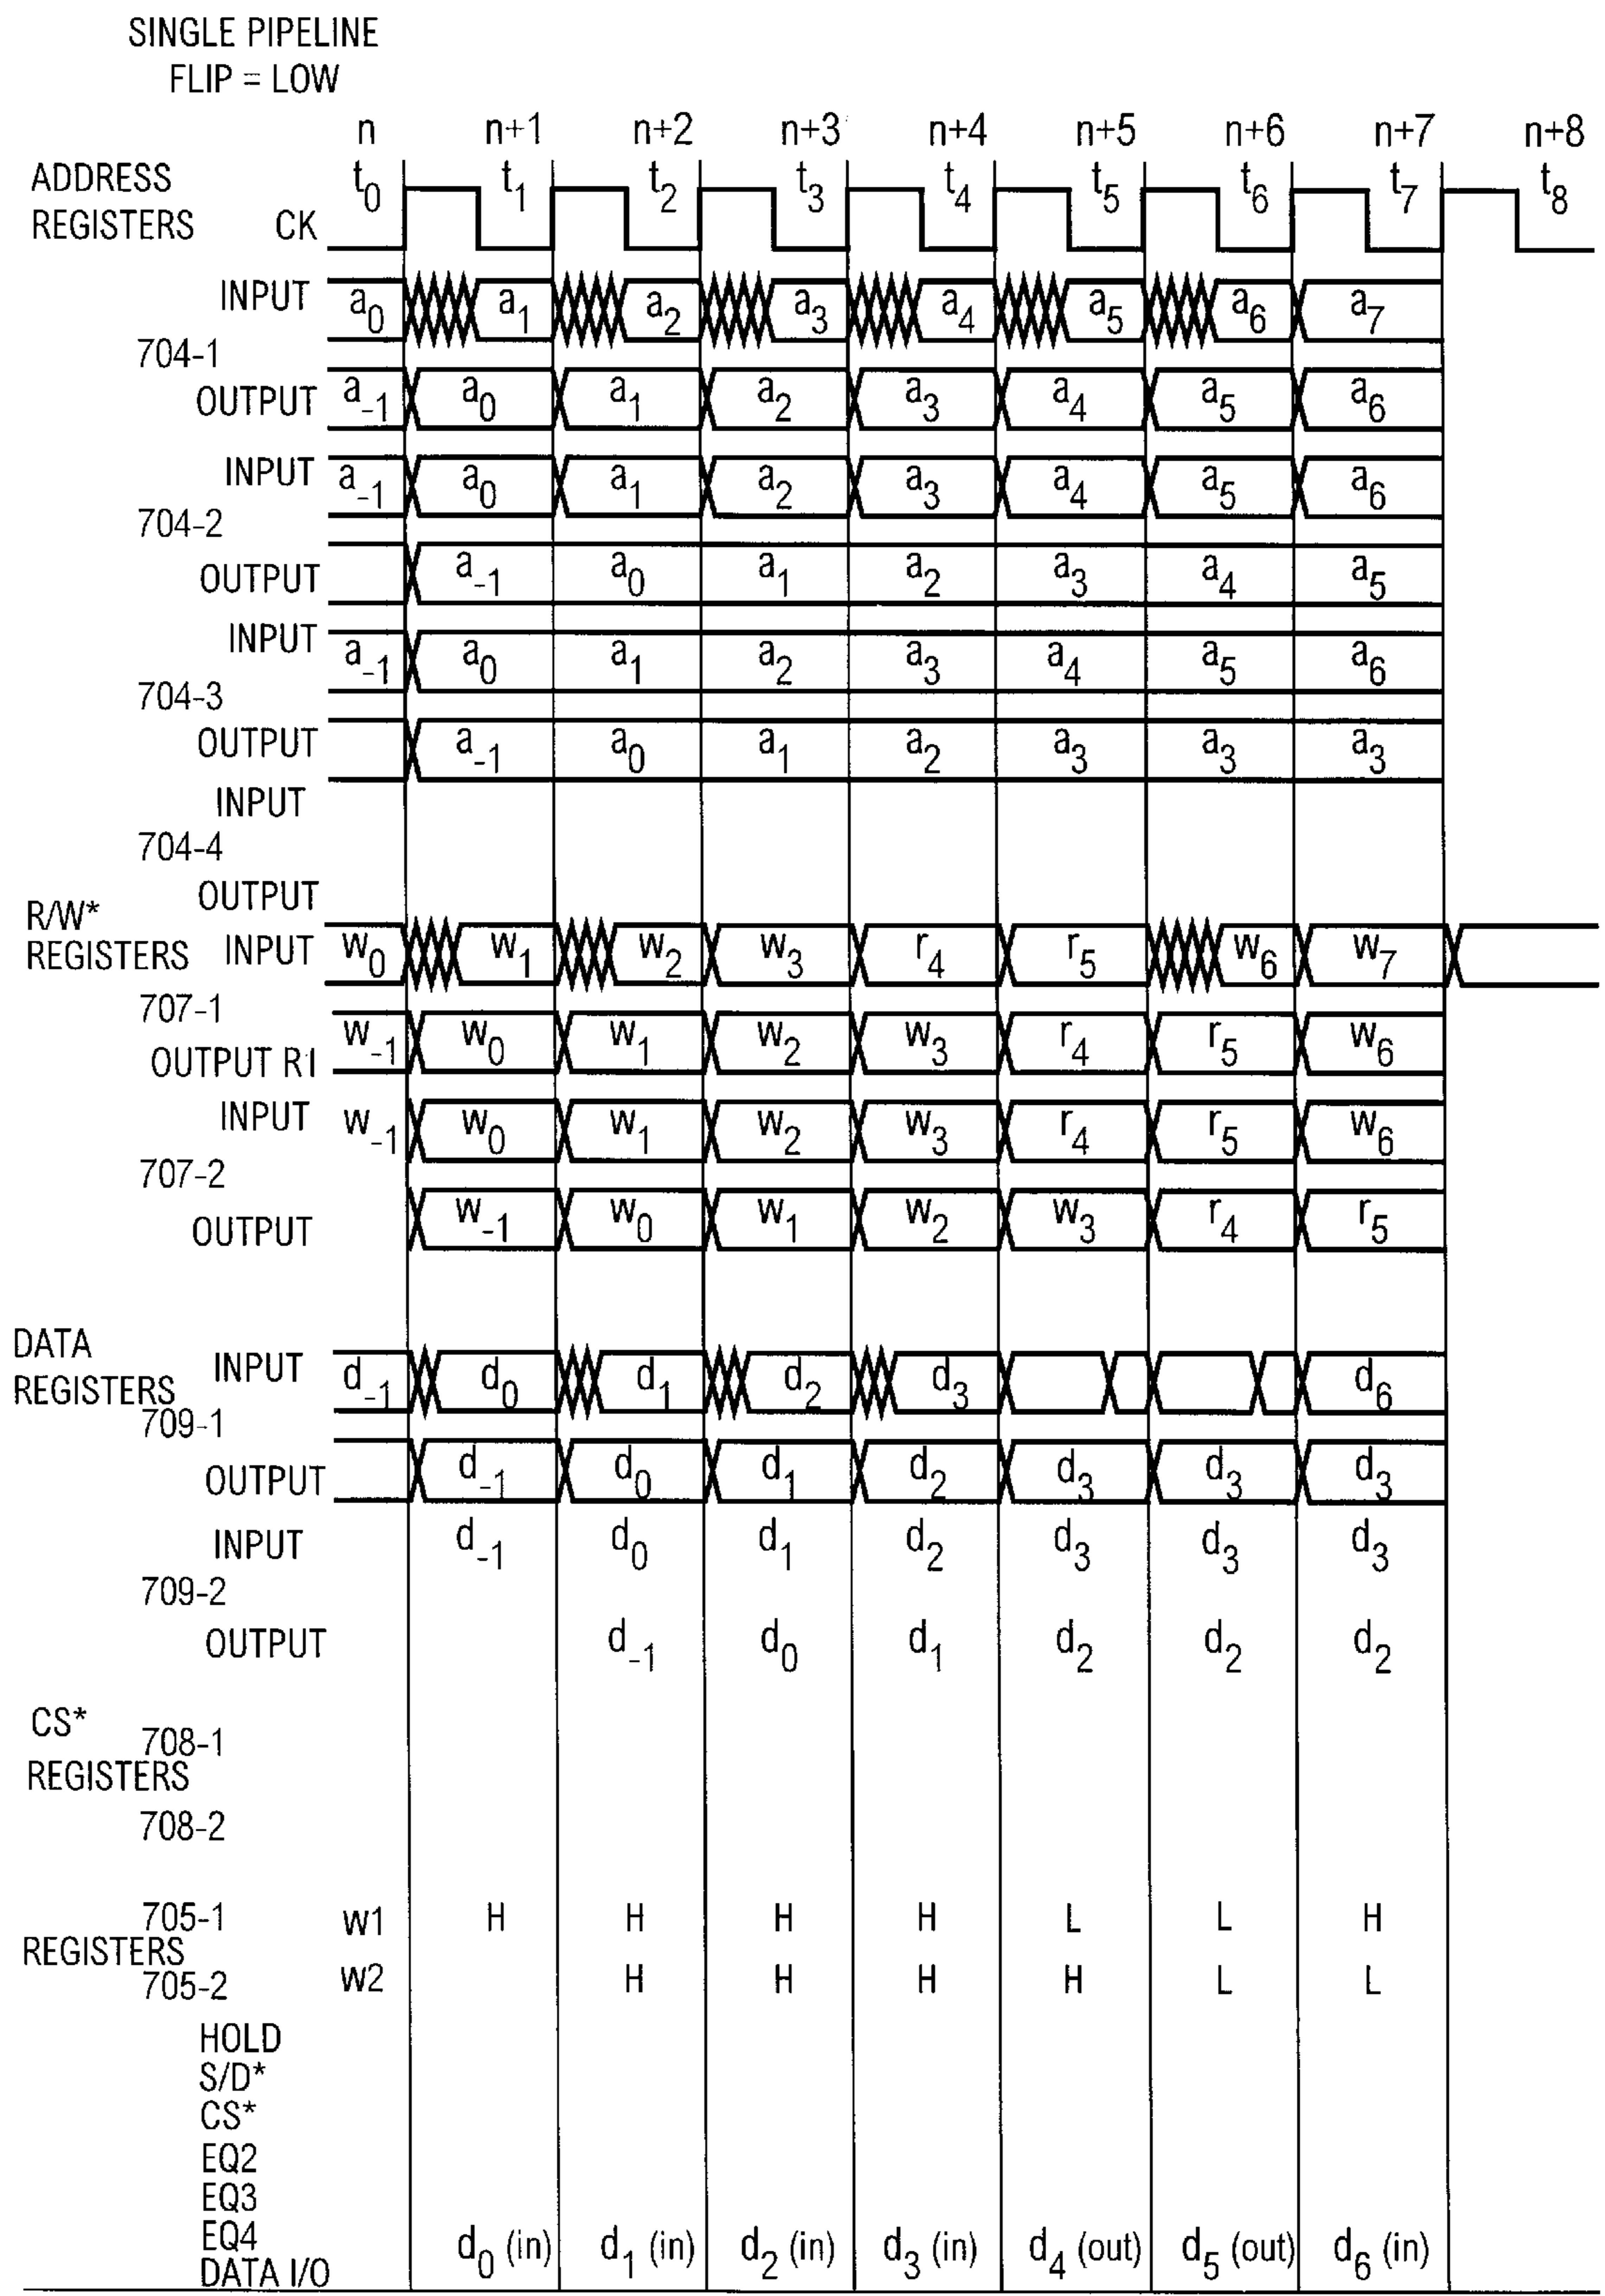 SINGLE PIPELINE
FLIP = LOW
n n+1 n+2 n+3 n+4 n+5 n+6 n+7 n+8
ADDRESS
REGISTERS
t0 t1 t2 t3 t4 t5 t6 t7 t8
CK
INPUT a0 a1 a2 a3 a4 a5 a6 a7
704-1
OUTPUT a-1 a0 a1 a2 a3 a4 a5 a6
INPUT a-1 a0 a1 a2 a3 a4 a5 a6
704-2
OUTPUT a-1 a0 a1 a2 a3 a4 a5
INPUT a-1 a0 a1 a2 a3 a4 a5 a6
704-3
OUTPUT a-1 a0 a1 a2 a3 a3 a3
INPUT
704-4
OUTPUT
R/W*
REGISTERS
INPUT w0 w1 w2 w3 r4 r5 w6 w7
707-1
OUTPUT R1 w-1 w0 w1 w2 w3 r4 r5 w6
INPUT w-1 w0 w1 w2 w3 r4 r5 w6
707-2
OUTPUT w-1 w0 w1 w2 w3 r4 r5
DATA
REGISTERS
INPUT d-1 d0 d1 d2 d3 d6
709-1
OUTPUT d-1 d0 d1 d2 d3 d3 d3
INPUT d-1 d0 d1 d2 d3 d3 d3
709-2
OUTPUT d-1 d0 d1 d2 d2 d2
CS*
708-1
REGISTERS
708-2
705-1 w1 H H H H L L H
REGISTERS
705-2 w2 H H H H L L
HOLD
S/D*
CS*
EQ2
EQ3
EQ4
DATA I/O d0 (in) d1 (in) d2 (in) d3 (in) d4 (out) d5 (out) d6 (in)